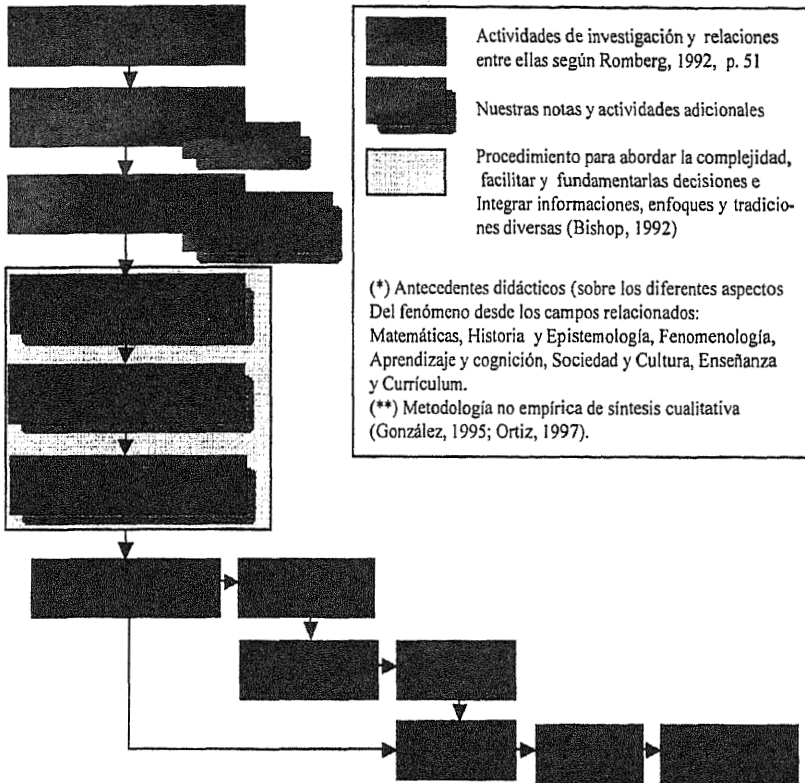 Actividades de investigación y relaciones
entre ellas según Romberg, 1992, p. 51
Nuestras notas y actividades adicionales
Procedimiento para abordar la complejidad,
facilitar y fundamentarlas decisiones e
Integrar informaciones, enfoques y tradicio-
nes diversas (Bishop, 1992)
(*) Antecedentes didácticos (sobre los diferentes aspectos
Del fenómeno desde los campos relacionados:
Matemáticas, Historia y Epistemología, Fenomenología,
Aprendizaje y cognición, Sociedad y Cultura, Enseñanza
y Currículum.
(**) Metodología no empírica de síntesis cualitativa
(González, 1995; Ortiz, 1997).